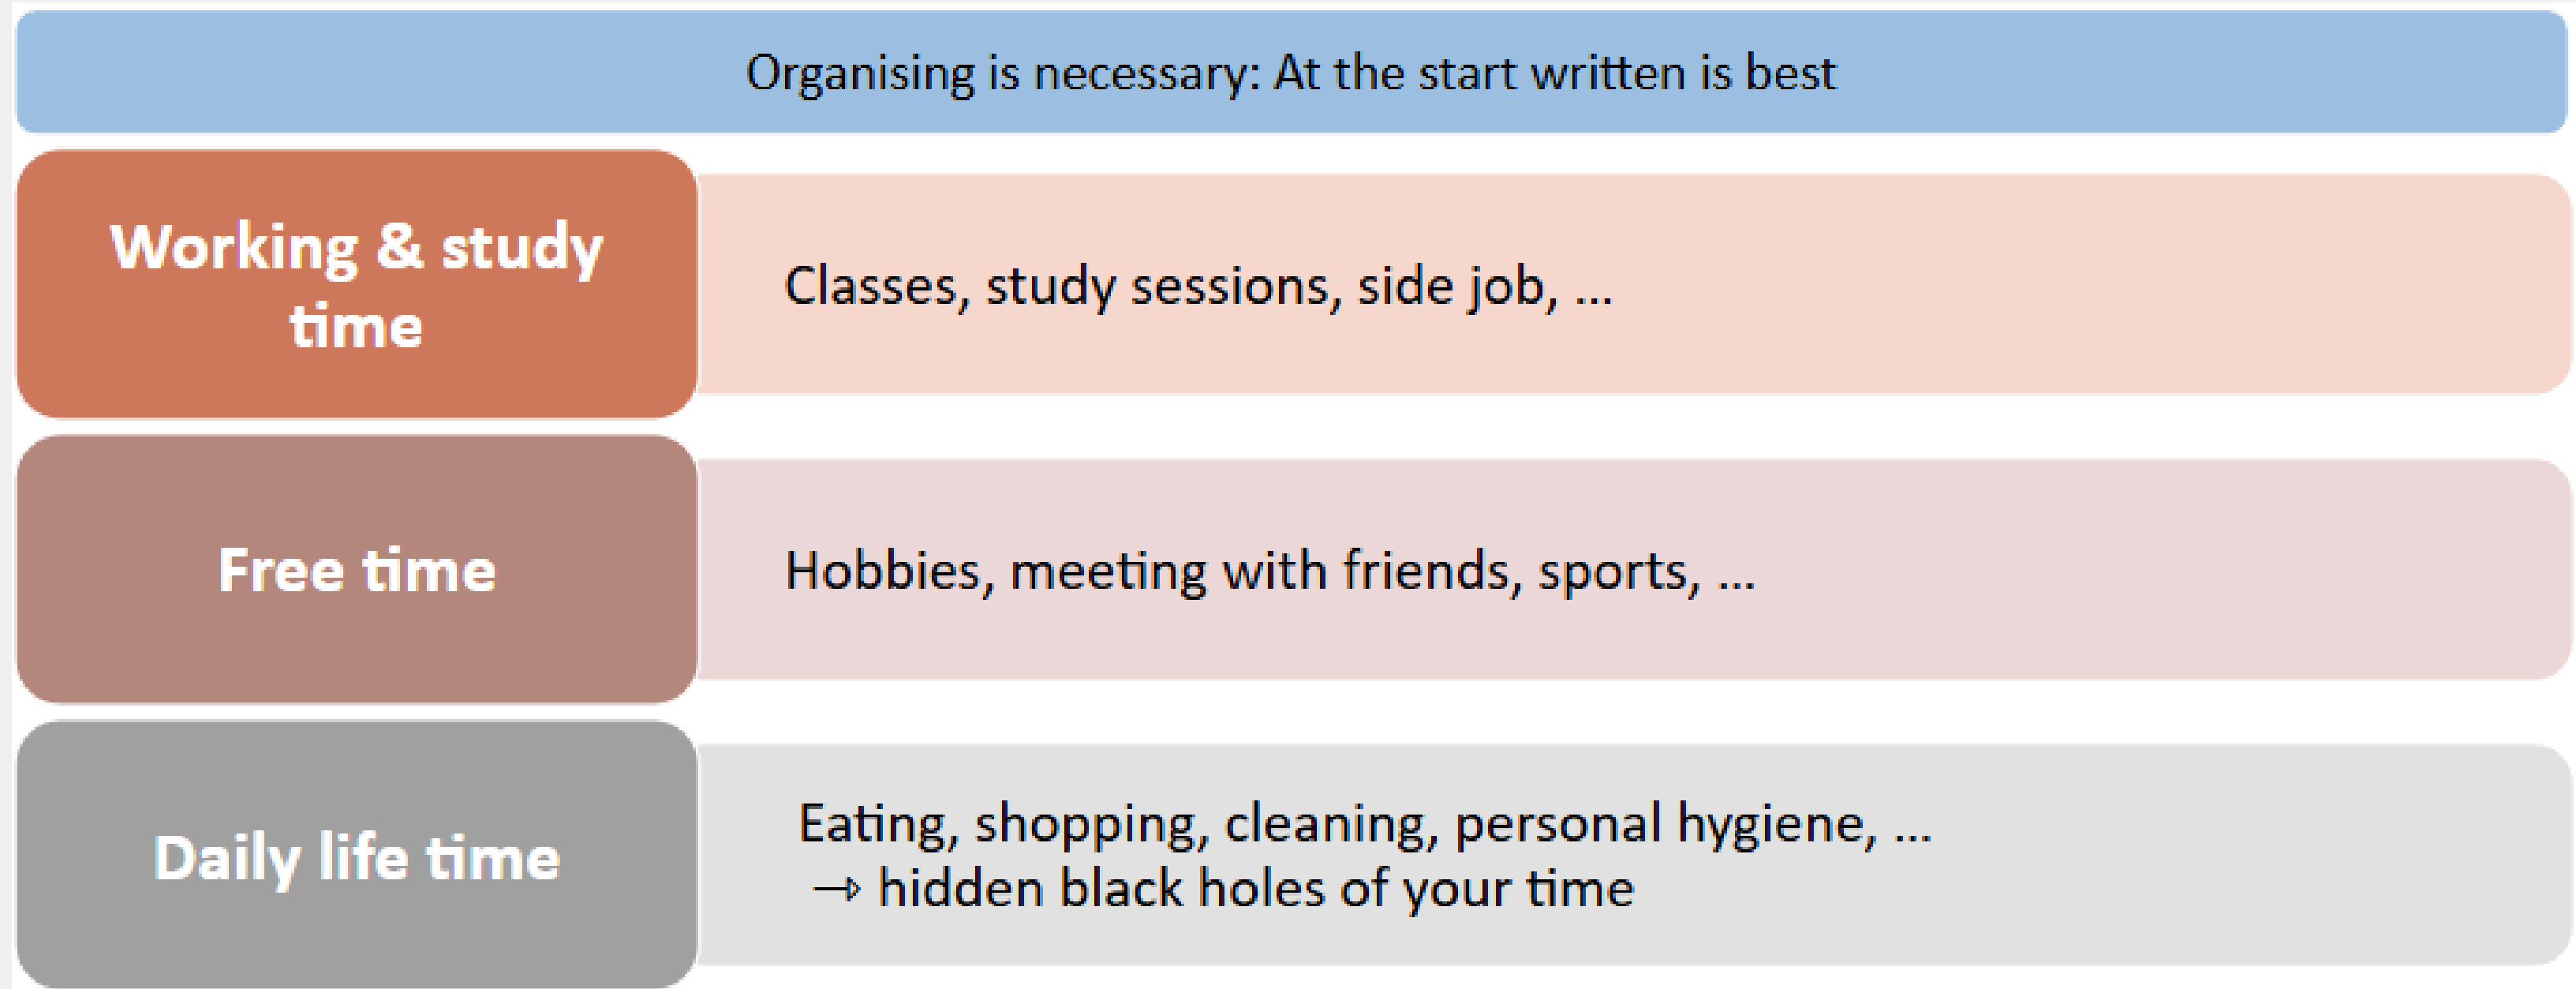 Organising is necessary: At the start written is best
Working & study
time
Classes, study sessions, side job, ...
Free time
Hobbies, meeting with friends, sports, ...
Daily life time
Eating, shopping, cleaning, personal hygiene, ...
→ hidden black holes of your time